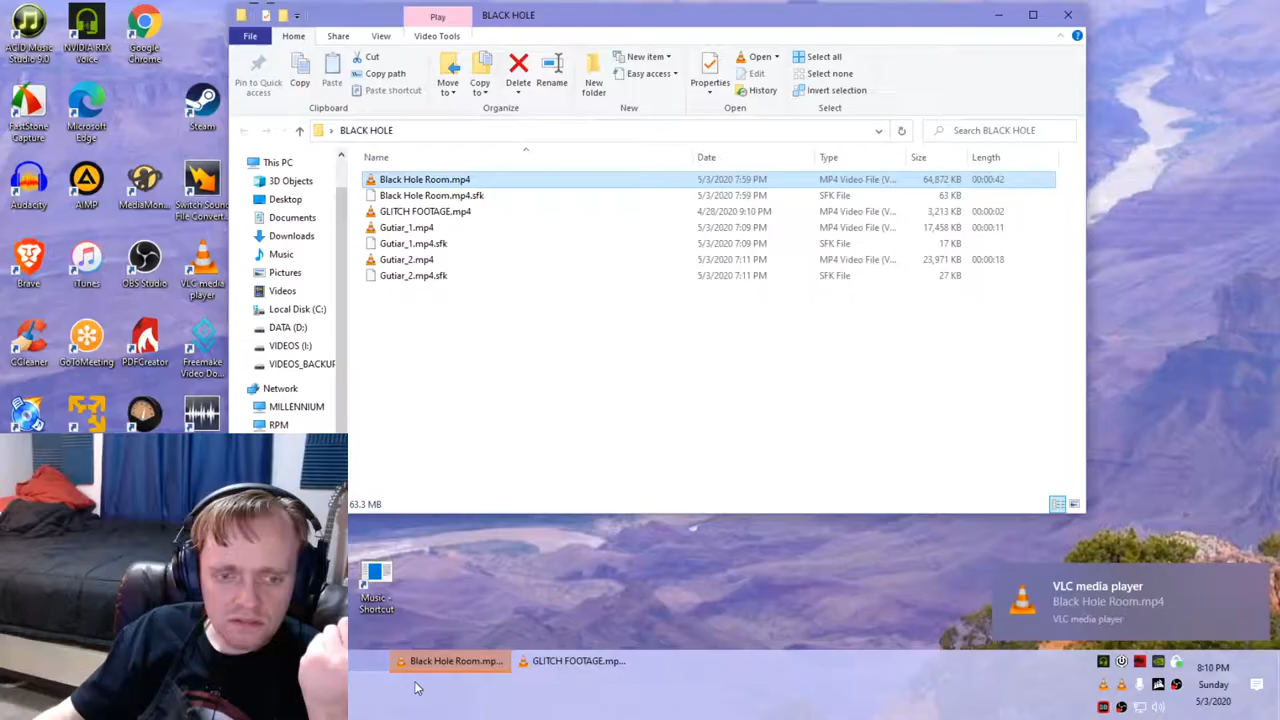 Play
BLACK HOLE
File
Home
Share
View
Video Tools
Pin to Quick
access
Copy
Paste
Cut
Copy path
Paste shortcut
Clipboard
Move
to
Copy
to
Delete
Rename
Organize
New
folder
New item
Easy access
New
Properties
Open
Edit
History
Open
Select all
Select none
Invert selection
Select
BLACK HOLE
Search BLACK HOLE
Name
Date
Type
Size
Length
Black Hole Room.mp4
5/3/2020 7:59 PM
MP4 Video File (V...
64,872 KB
00:00:42
Black Hole Room.mp4.sfk
5/3/2020 7:59 PM
SFK File
63 KB
GLITCH FOOTAGE.mp4
4/28/2020 9:10 PM
MP4 Video File (V...
3,213 KB
00:00:02
Gutiar_1.mp4
5/3/2020 7:09 PM
MP4 Video File (V...
17,458 KB
00:00:11
Gutiar_1.mp4.sfk
5/3/2020 7:09 PM
SFK File
17 KB
Gutiar_2.mp4
5/3/2020 7:11 PM
MP4 Video File (V...
23,971 KB
00:00:18
Gutiar_2.mp4.sfk
5/3/2020 7:11 PM
SFK File
27 KB
This PC
3D Objects
Desktop
Documents
Downloads
Music
Pictures
Videos
Local Disk (C:)
DATA (D:)
VIDEOS (I:)
VIDEOS_BACKUP
Network
MILLENNIUM
RPM
63.3 MB
ACID Music
Studio 9.0
NVIDIA RTX
Voice
Google
Chrome
FastStone
Capture
Microsoft
Edge
Steam
Audacity
AIMP
MediaMon...
Switch Sound
File Convert...
Brave
iTunes
OBS Studio
VLC media
player
CCleaner
GoToMeeting
PDFCreator
Freemake
Video Do...
Music -
Shortcut
VLC media player
Black Hole Room.mp4
VLC media player
Black Hole Room.mp...
GLITCH FOOTAGE.mp...
8:10 PM
Sunday
5/3/2020